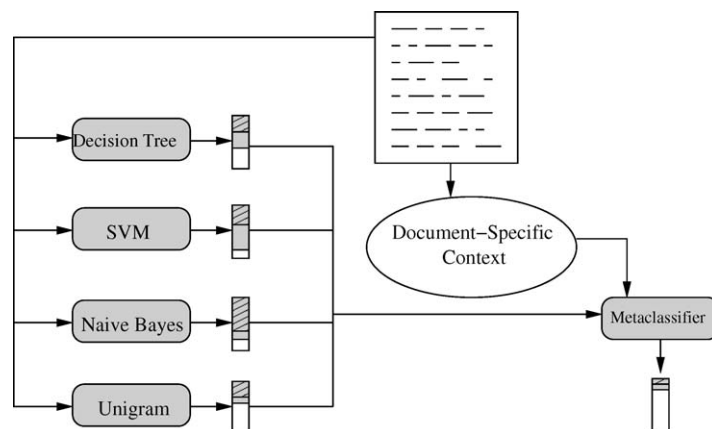 Decision Tree
SVM
Document-Specific
Context
Naive Bayes
Metaclassifier
Unigram